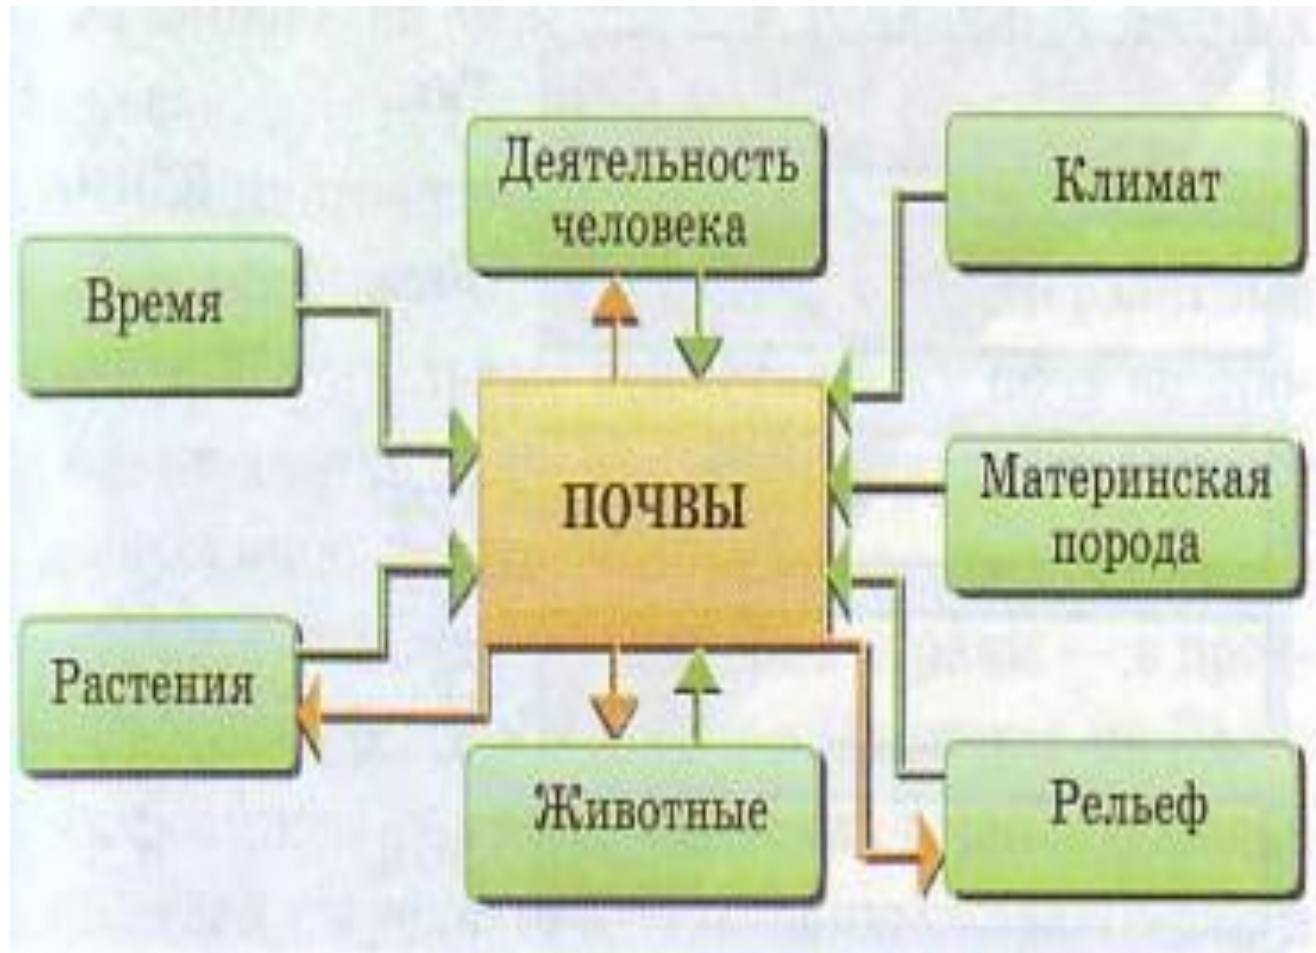 Деятельность
человека
Климат
Время
ПОЧВЫ
Материнская
порода
Растения
Животные
Рельеф